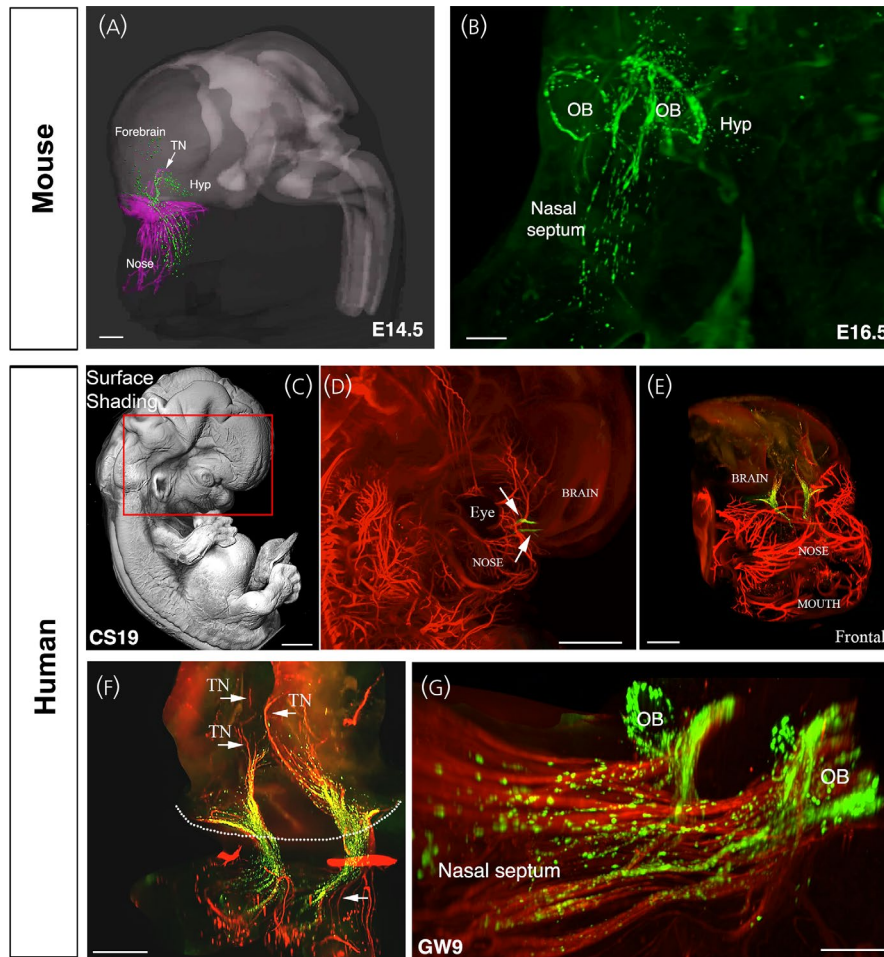 Mouse
(A)
Forebrain
TN
Hyp
Nose
E14.5
(B)
OB
OB
Hyp
Nasal
septum
E16.5
Human
Surface
Shading
(C)
CS19
(D)
BRAIN
Eye
NOSE
(E)
BRAIN
NOSE
MOUTH
Frontal
(F)
TN
TN
TN
(G)
OB
OB
Nasal septum
GW9